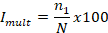 I_mult = n_1/N x100